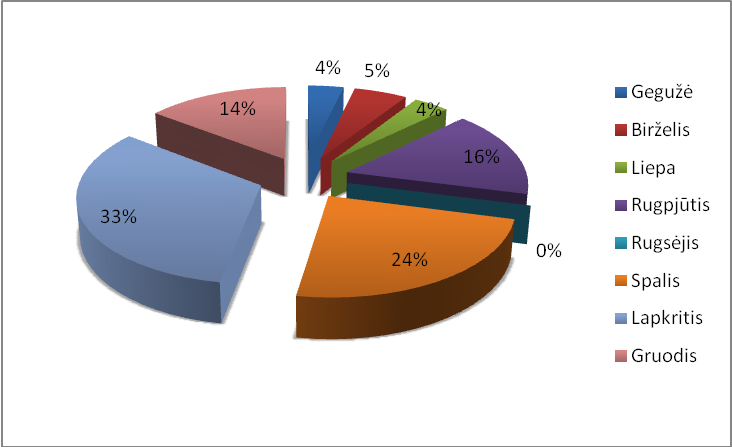 4%
5%
4%
16%
0%
24%
33%
14%
Gegužė
Birželis
Liepa
Rugpjūtis
Rugsėjis
Spalis
Lapkritis
Gruodis